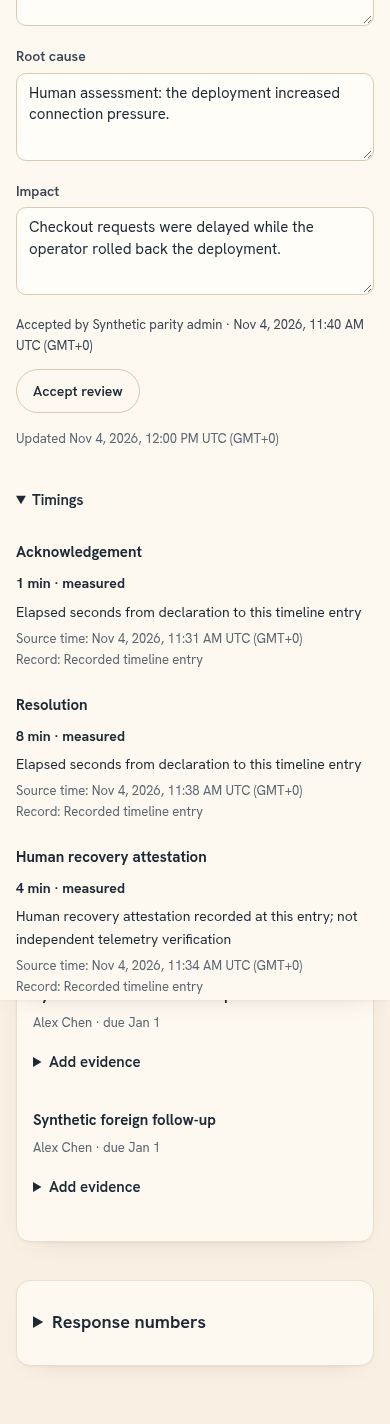 Root cause
Human assessment: the deployment increased
connection pressure.
Impact
Checkout requests were delayed while the
operator rolled back the deployment.
Accepted by Synthetic parity admin · Nov 4, 2026, 11:40 AM
UTC (GMT+0)
Accept review
Updated Nov 4, 2026, 12:00 PM UTC (GMT+0)
Timings
Acknowledgement
1 min · measured
Elapsed seconds from declaration to this timeline entry
Source time: Nov 4, 2026, 11:31 AM UTC (GMT+0)
Record: Recorded timeline entry
Resolution
8 min · measured
Elapsed seconds from declaration to this timeline entry
Source time: Nov 4, 2026, 11:38 AM UTC (GMT+0)
Record: Recorded timeline entry
Human recovery attestation
4 min · measured
Human recovery attestation recorded at this entry; not
independent telemetry verification
Source time: Nov 4, 2026, 11:34 AM UTC (GMT+0)
Record: Recorded timeline entry
Alex Chen · due Jan 1
Add evidence
Synthetic foreign follow-up
Alex Chen · due Jan 1
Add evidence
Response numbers